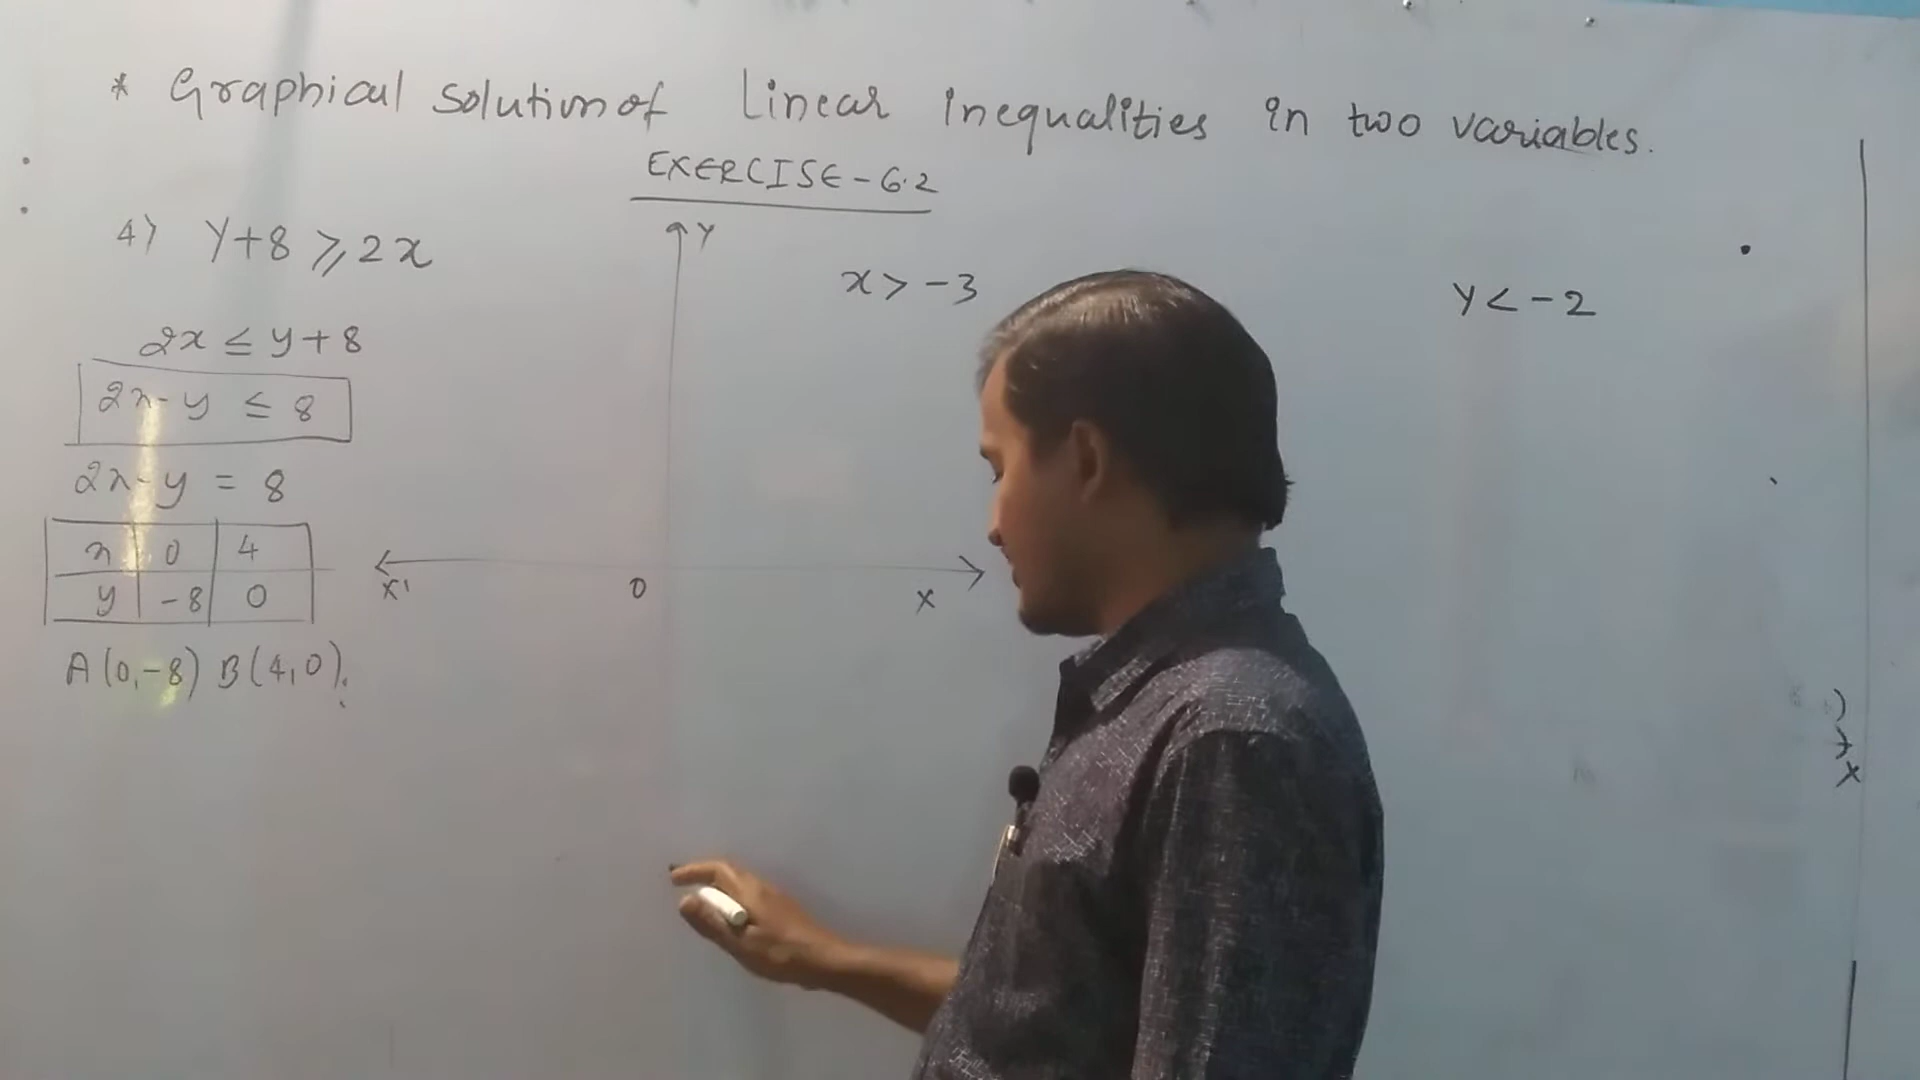 * Graphical solution of Linear inequalities in two variables.
EXERCISE-6.2
4) Y+8 ⩾ 2x
2x ≤ y+8
2x-y ≤ 8
2x-y = 8
x 0 4
y -8 0
A(0,-8) B(4,0).
Y
X' 0 X
x > -3
Y < -2